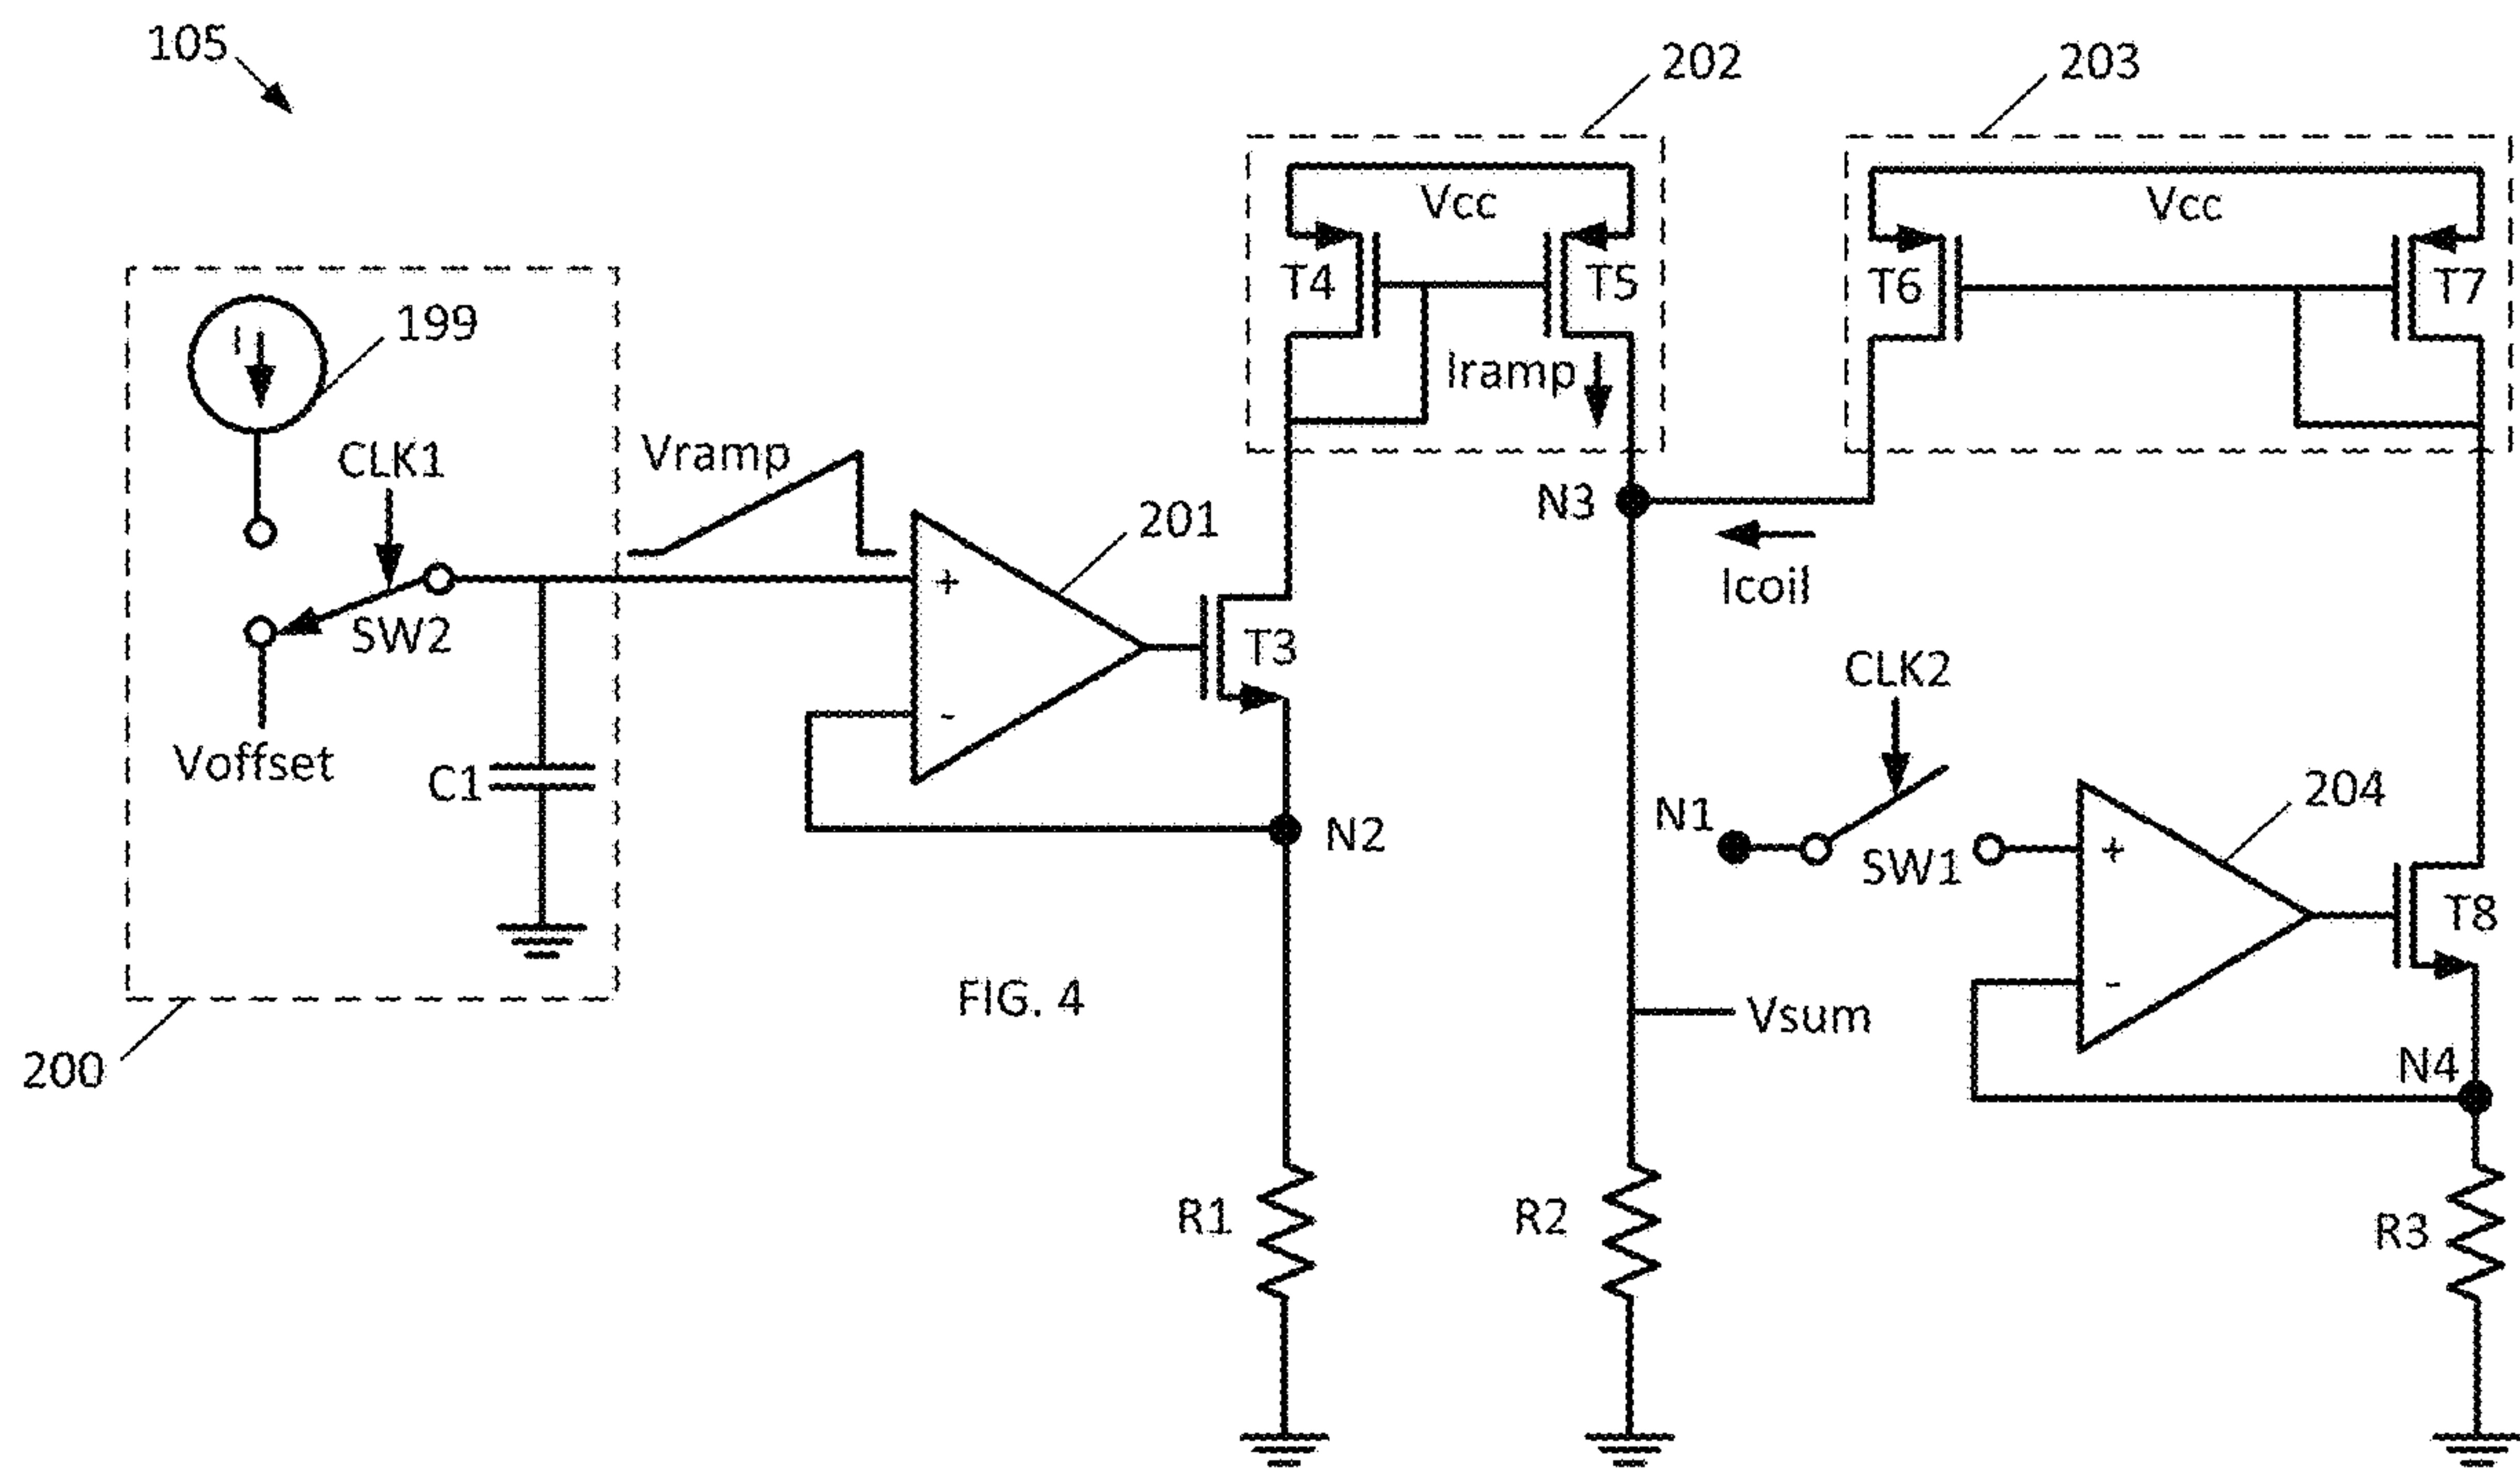 105
202
203
Vcc
Vcc
T4
T5
T6
T7
I
199
Iramp
CLK1
Vramp
N3
201
+
Icoil
SW2
T3
CLK2
-
Voffset
C1
N2
N1
SW1
204
+
T8
FIG. 4
Vsum
-
200
N4
R1
R2
R3